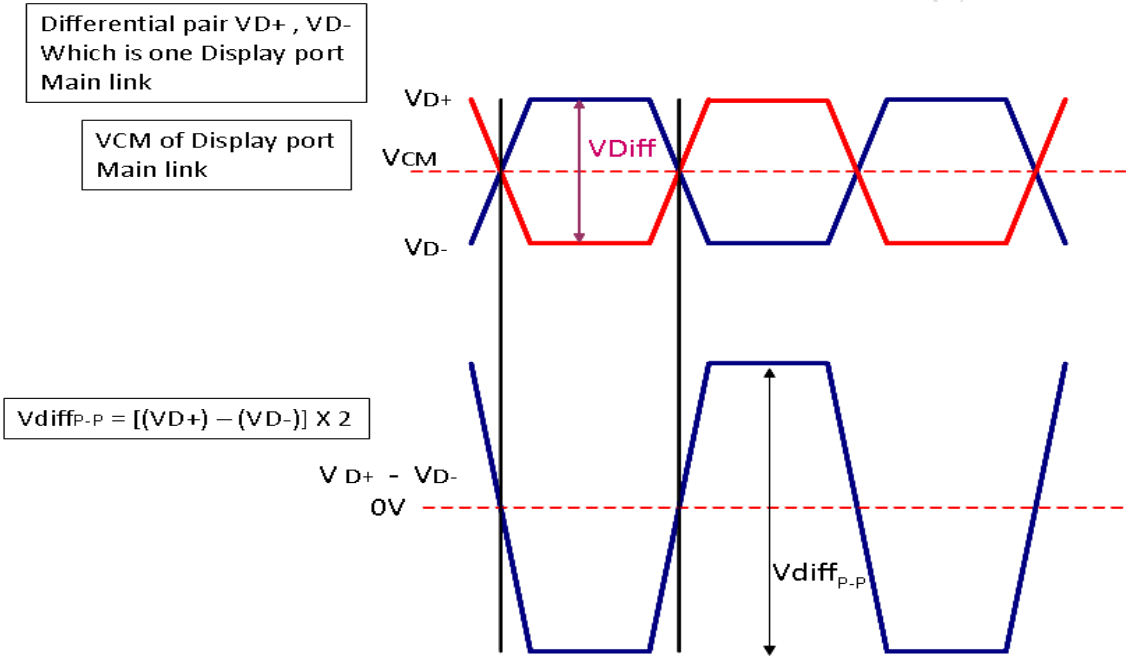 Differential pair VD+ , VD-
Which is one Display port
Main link
VCM of Display port
Main link
VD+
VCM
VD-
VDiff
VdiffP-P = [(VD+) – (VD-)] X 2
V D+ - VD-
0V
VdiffP-P